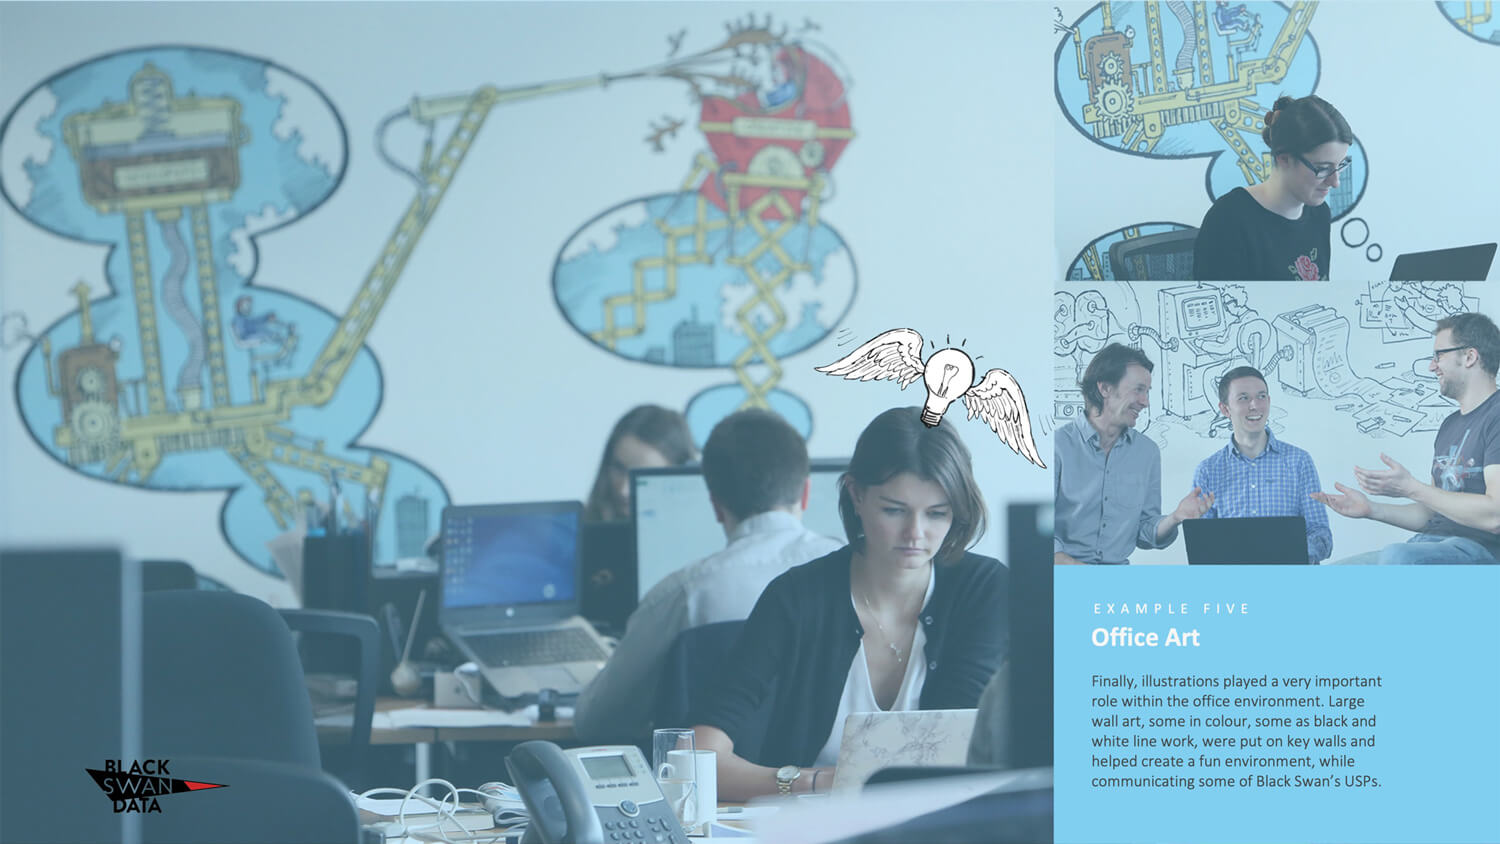 EXAMPLE FIVE
Office Art
Finally, illustrations played a very important
role within the office environment. Large
wall art, some in colour, some as black and
white line work, were put on key walls and
helped create a fun environment, while
communicating some of Black Swan’s USPs.
BLACK
SWAN
DATA